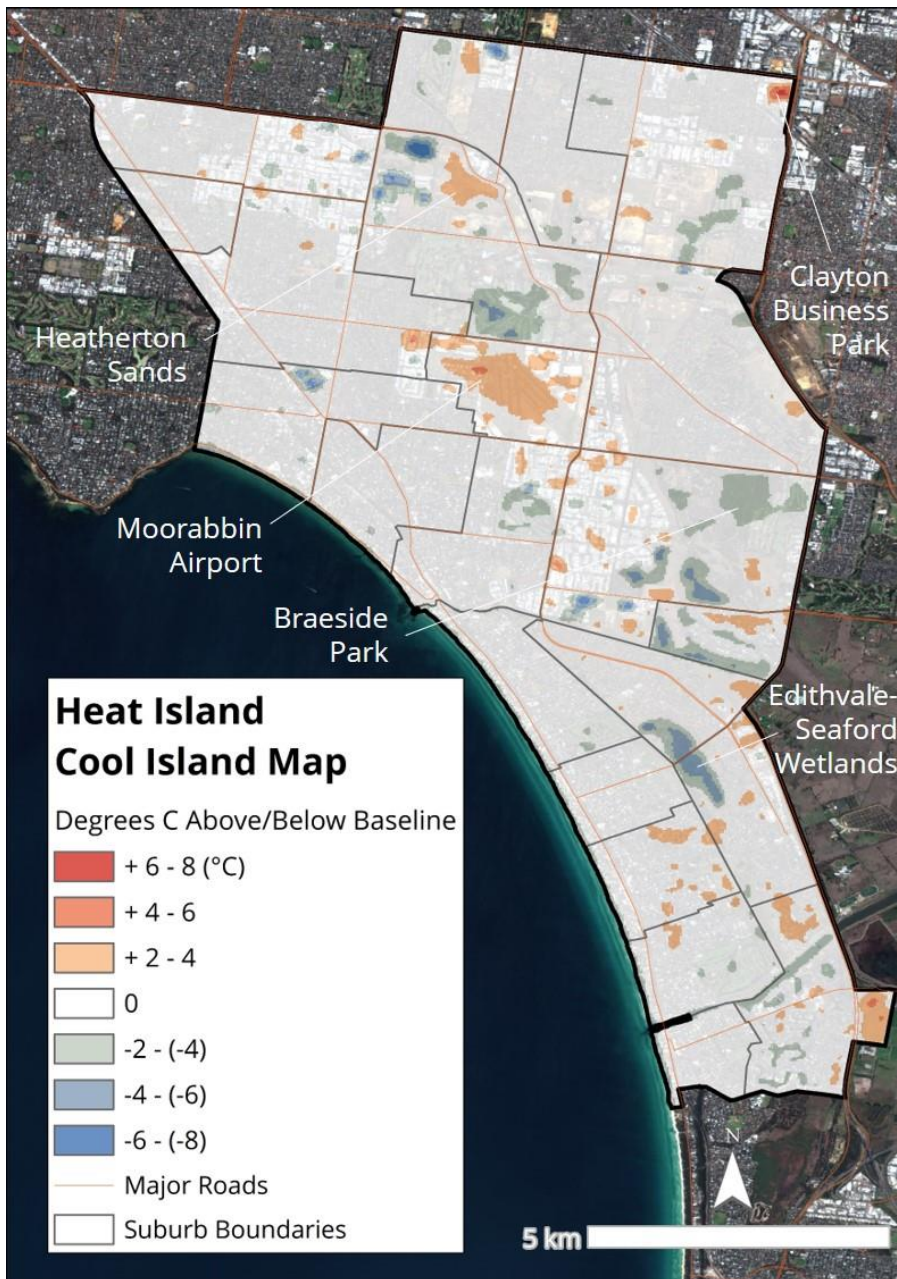 Clayton
Business
Park
Heatherton
Sands
Moorabbin
Airport
Braeside
Park
Edithvale-
Seaford
Wetlands
Heat Island
Cool Island Map
Degrees C Above/Below Baseline
+ 6 - 8 (°C)
+ 4 - 6
+ 2 - 4
0
-2 - (-4)
-4 - (-6)
-6 - (-8)
Major Roads
Suburb Boundaries
N
5 km